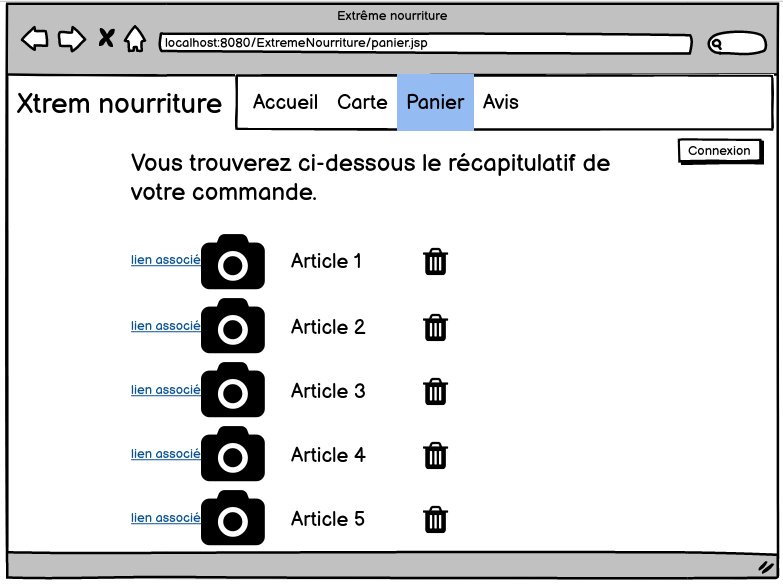 Extrême nourriture
localhost:8080/ExtremeNourriture/panier.jsp
Xtrem nourriture
Accueil Carte Panier Avis
Connexion
Vous trouverez ci-dessous le récapitulatif de
votre commande.
lien associé Article 1
lien associé Article 2
lien associé Article 3
lien associé Article 4
lien associé Article 5